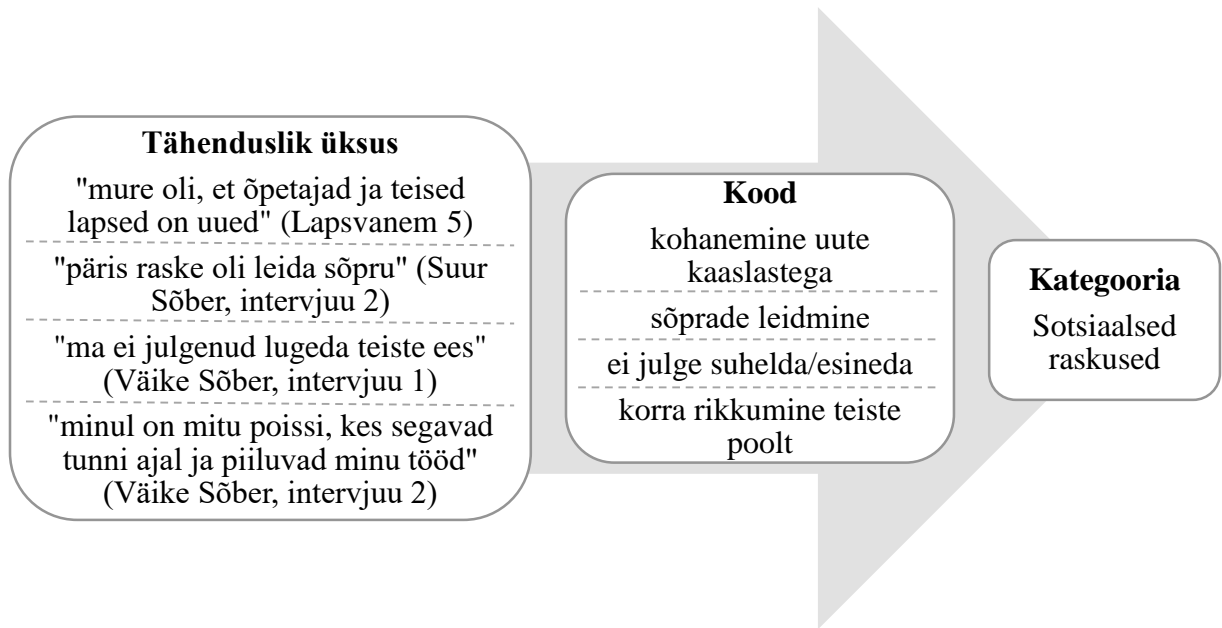 Tähenduslik üksus
"mure oli, et õpetajad ja teised
lapsed on uued" (Lapsvanem 5)
"päris raske oli leida sõpru" (Suur
Sõber, intervjuu 2)
"ma ei julgenud lugeda teiste ees"
(Väike Sõber, intervjuu 1)
"minul on mitu poissi, kes segavad
tunni ajal ja piiluvad minu tööd"
(Väike Sõber, intervjuu 2)
Kood
kohanemine uute
kaaslastega
sõprade leidmine
ei julge suhelda/esineda
korra rikkumine teiste
poolt
Kategooria
Sotsiaalsed
raskused